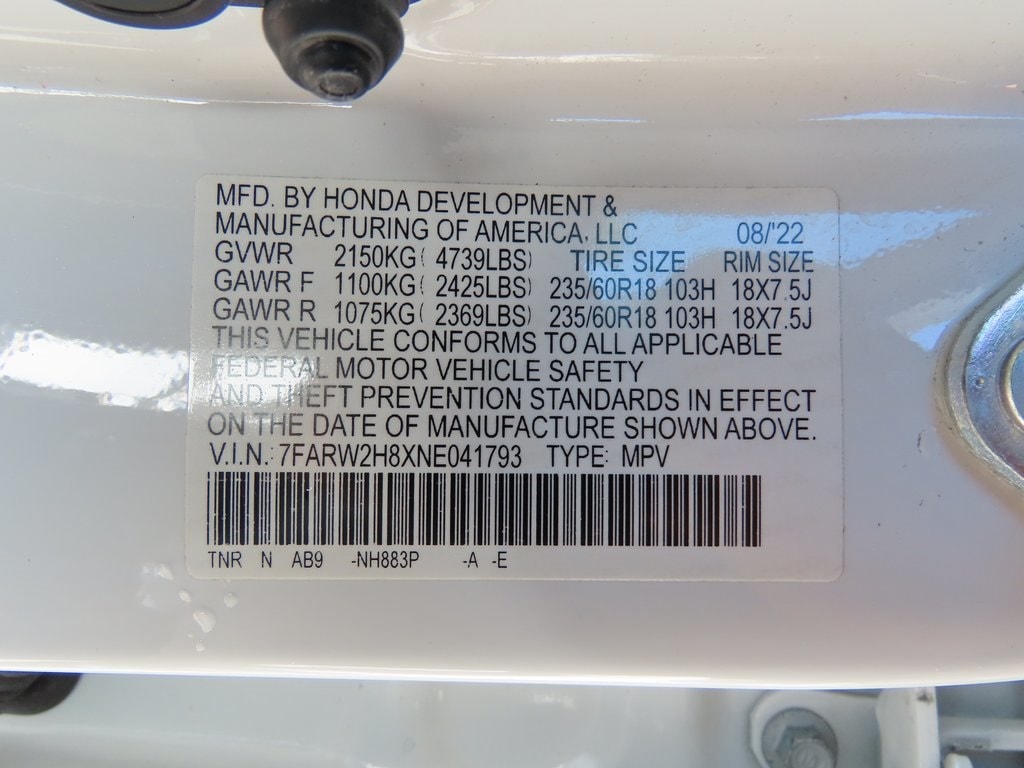 MFD. BY HONDA DEVELOPMENT &
MANUFACTURING OF AMERICA, LLC 08/'22
GVWR 2150KG( 4739LBS) TIRE SIZE RIM SIZE
GAWR F 1100KG( 2425LBS) 235/60R18 103H 18X7.5J
GAWR R 1075KG( 2369LBS) 235/60R18 103H 18X7.5J
THIS VEHICLE CONFORMS TO ALL APPLICABLE
FEDERAL MOTOR VEHICLE SAFETY
AND THEFT PREVENTION STANDARDS IN EFFECT
ON THE DATE OF MANUFACTURE SHOWN ABOVE.
V.I.N.: 7FARW2H8XNE041793 TYPE: MPV
TNR N AB9 -NH883P -A -E